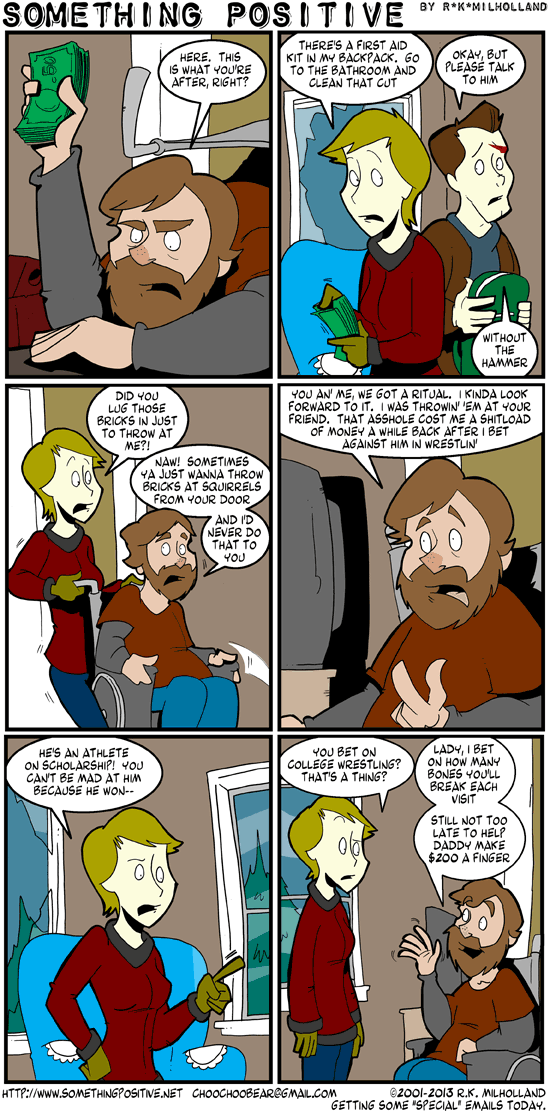 SOMETHING POSITIVE BY R*K*MILHOLLAND
HERE. THIS
IS WHAT YOU'RE
AFTER, RIGHT?
THERE'S A FIRST AID
KIT IN MY BACKPACK. GO
TO THE BATHROOM AND
CLEAN THAT CUT
OKAY, BUT
PLEASE TALK
TO HIM
WITHOUT
THE
HAMMER
DID YOU
LUG THOSE
BRICKS IN JUST
TO THROW AT
ME?!
NAW! SOMETIMES
YA JUST WANNA THROW
BRICKS AT SQUIRRELS
FROM YOUR DOOR
AND I'D
NEVER DO
THAT TO
YOU
YOU AN' ME, WE GOT A RITUAL. I KINDA LOOK
FORWARD TO IT. I WAS THROWIN' 'EM AT YOUR
FRIEND. THAT ASSHOLE COST ME A SHITLOAD
OF MONEY A WHILE BACK AFTER I BET
AGAINST HIM IN WRESTLIN'
HE'S AN ATHLETE
ON SCHOLARSHIP! YOU
CAN'T BE MAD AT HIM
BECAUSE HE WON--
YOU BET ON
COLLEGE WRESTLING?
THAT'S A THING?
LADY, I BET
ON HOW MANY
BONES YOU'LL
BREAK EACH
VISIT
STILL NOT TOO
LATE TO HELP
DADDY MAKE
$200 A FINGER
HTTP://WWW.SOMETHINGPOSITIVE.NET CHOOCHOOBEAR@GMAIL.COM ©2001-2013 R.K. MILHOLLAND
GETTING SOME "SPECIAL" EMAILS TODAY.